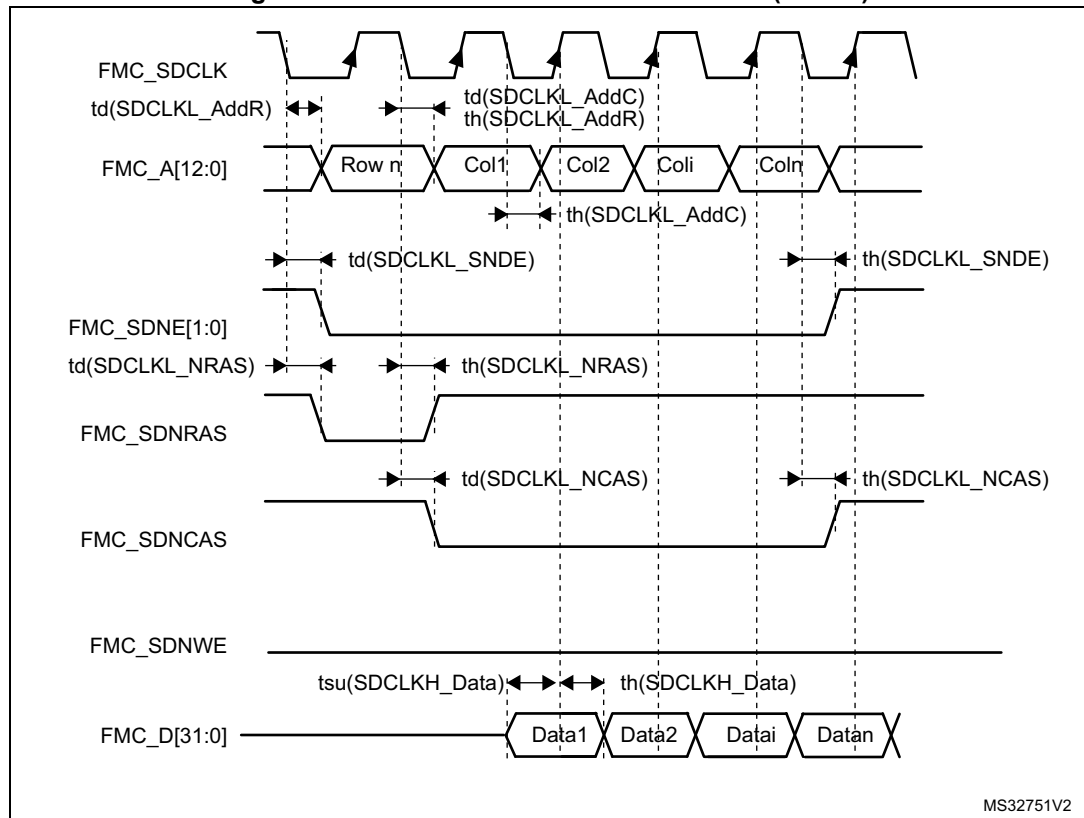 FMC_SDCLK
td(SDCLKL_AddR)
td(SDCLKL_AddC)
th(SDCLKL_AddR)
FMC_A[12:0]
Row n
Col1
Col2
Coli
Coln
th(SDCLKL_AddC)
td(SDCLKL_SNDE)
th(SDCLKL_SNDE)
FMC_SDNE[1:0]
td(SDCLKL_NRAS)
th(SDCLKL_NRAS)
FMC_SDNRAS
td(SDCLKL_NCAS)
th(SDCLKL_NCAS)
FMC_SDNCAS
FMC_SDNWE
tsu(SDCLKH_Data)
th(SDCLKH_Data)
FMC_D[31:0]
Data1
Data2
Datai
Datan
MS32751V2